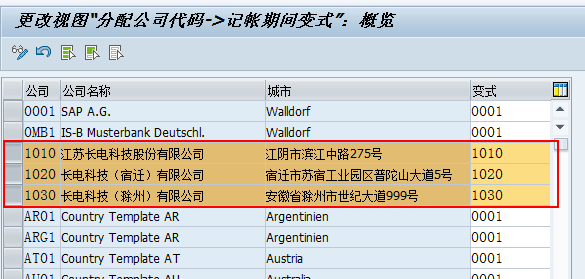 更改视图“分配公司代码->记帐期间变式”：概览
公司 公司名称 城市 变式
0001 SAP A.G. Walldorf 0001
0MB1 IS-B Musterbank Deutschl. Walldorf 0001
1010 江苏长电科技股份有限公司 江阴市滨江中路275号 1010
1020 长电科技（宿迁）有限公司 宿迁市苏宿工业园区普陀山大道5号 1020
1030 长电科技（滁州）有限公司 安徽省滁州市世纪大道999号 1030
AR01 Country Template AR Argentinien 0001
ARG1 Country Template AR Argentinien 0001
AT01 Country Template AT Austria 0001
AU01 Country Template AU Australia 0001